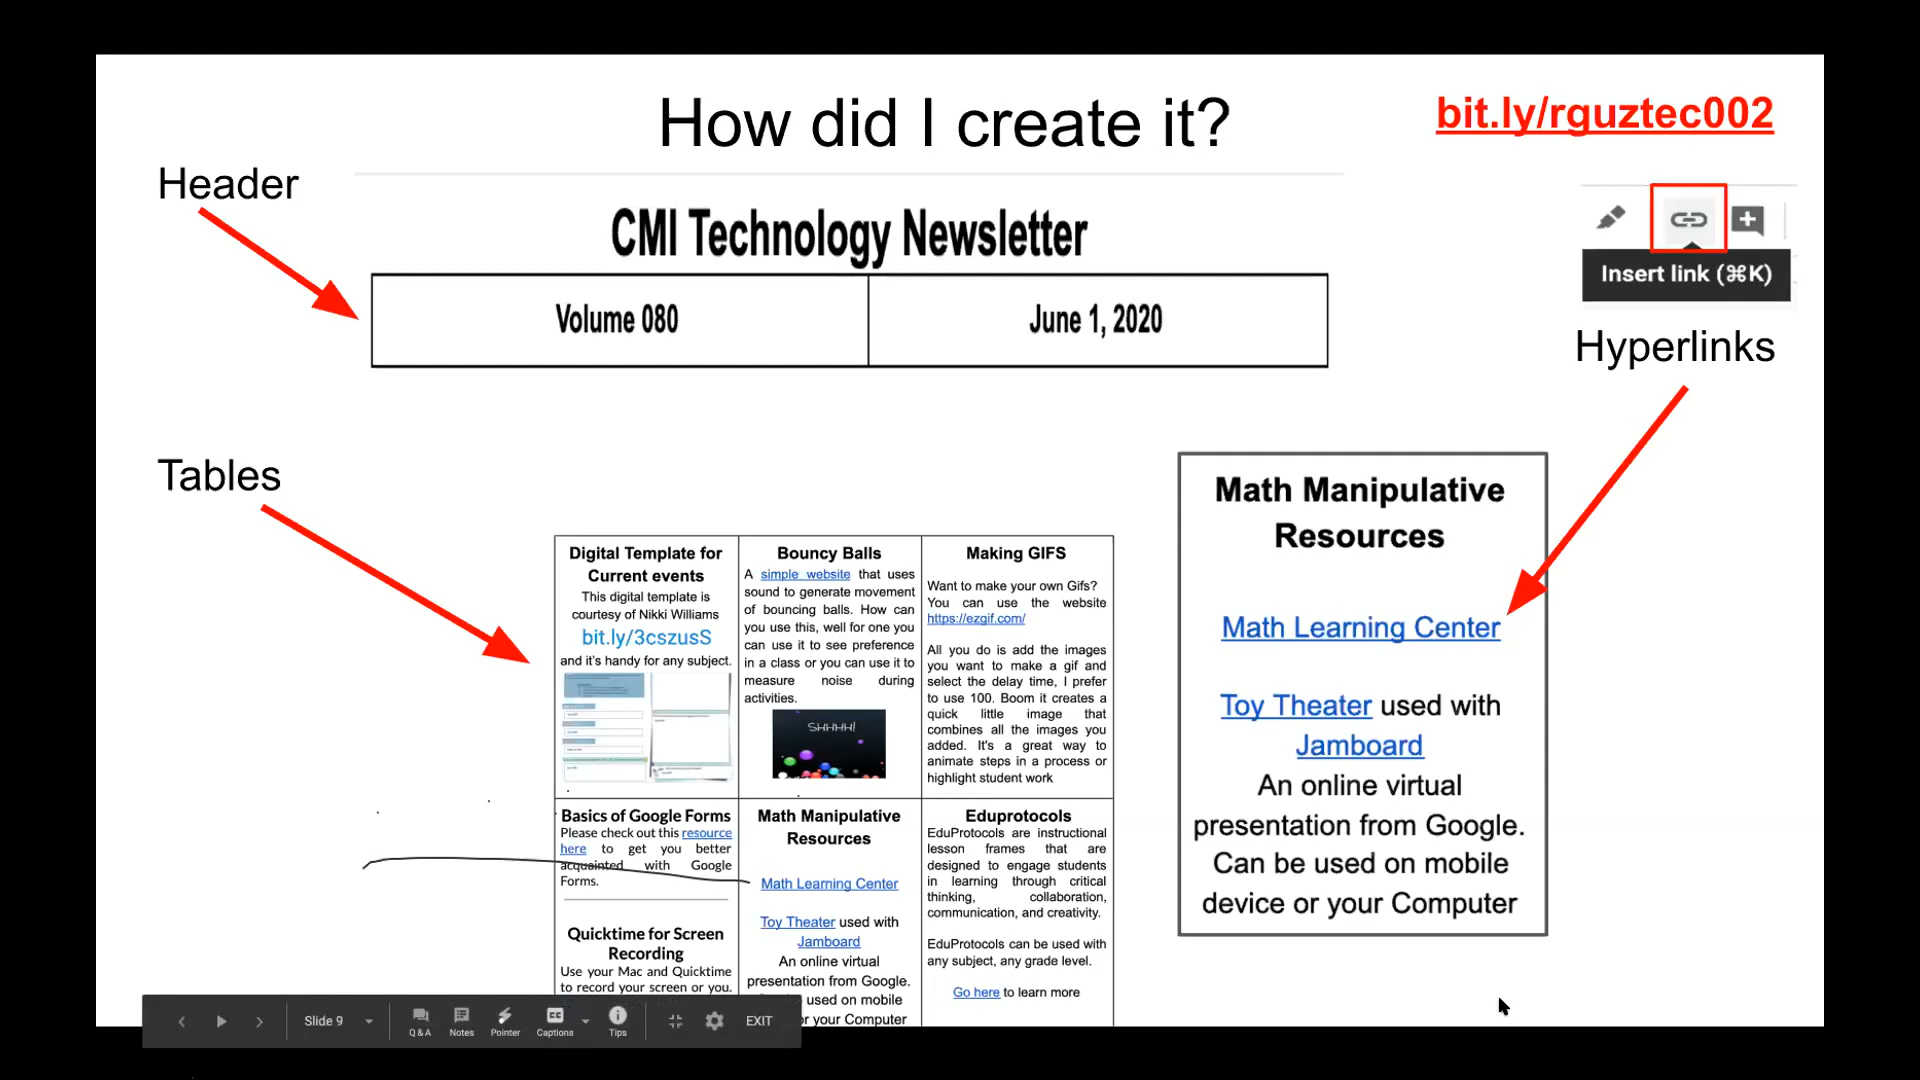 How did I create it?
bit.ly/rguztec002
Header
CMI Technology Newsletter
Volume 080
June 1, 2020
Insert link (⌘K)
Hyperlinks
Tables
Digital Template for
Current events
This digital template is
courtesy of Nikki Williams
bit.ly/3cszusS
and it's handy for any subject.
Bouncy Balls
A simple website that uses
sound to generate movement
of bouncing balls. How can
you use this, well for one you
can use it to see preference
in a class or you can use it to
measure noise during
activities.
SHHHH!
Making GIFS
Want to make your own Gifs?
You can use the website
https://ezgif.com/
All you do is add the images
you want to make a gif and
select the delay time, I prefer
to use 100. Boom it creates a
quick little image that
combines all the images you
added. It's a great way to
animate steps in a process or
highlight student work
Basics of Google Forms
Please check out this resource
here to get you better
acquainted with Google
Forms.
Quicktime for Screen
Recording
Use your Mac and Quicktime
to record your screen or you.
Math Manipulative
Resources
Math Learning Center
Toy Theater used with
Jamboard
An online virtual
presentation from Google.
used on mobile
or your Computer
Eduprotocols
EduProtocols are instructional
lesson frames that are
designed to engage students
in learning through critical
thinking, collaboration,
communication, and creativity.
EduProtocols can be used with
any subject, any grade level.
Go here to learn more
Math Manipulative
Resources
Math Learning Center
Toy Theater used with
Jamboard
An online virtual
presentation from Google.
Can be used on mobile
device or your Computer
Slide 9
Q & A
Notes
Pointer
Captions
Tips
EXIT